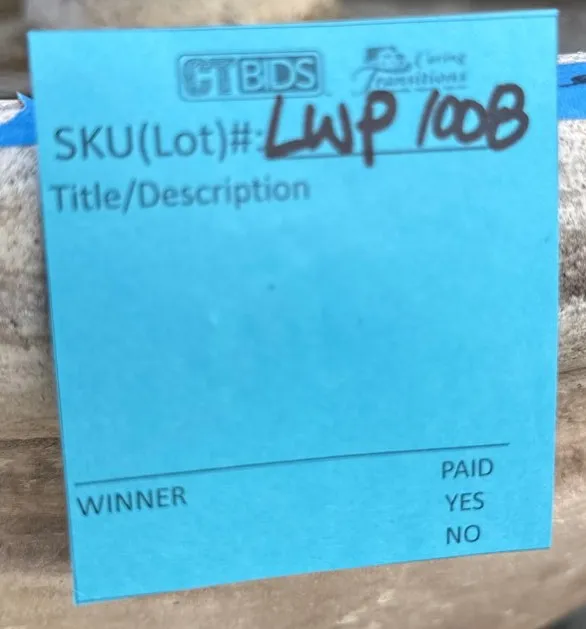 CTBIDS Caring Transitions
SKU(Lot)#: LWP 100B
Title/Description
WINNER PAID
YES
NO